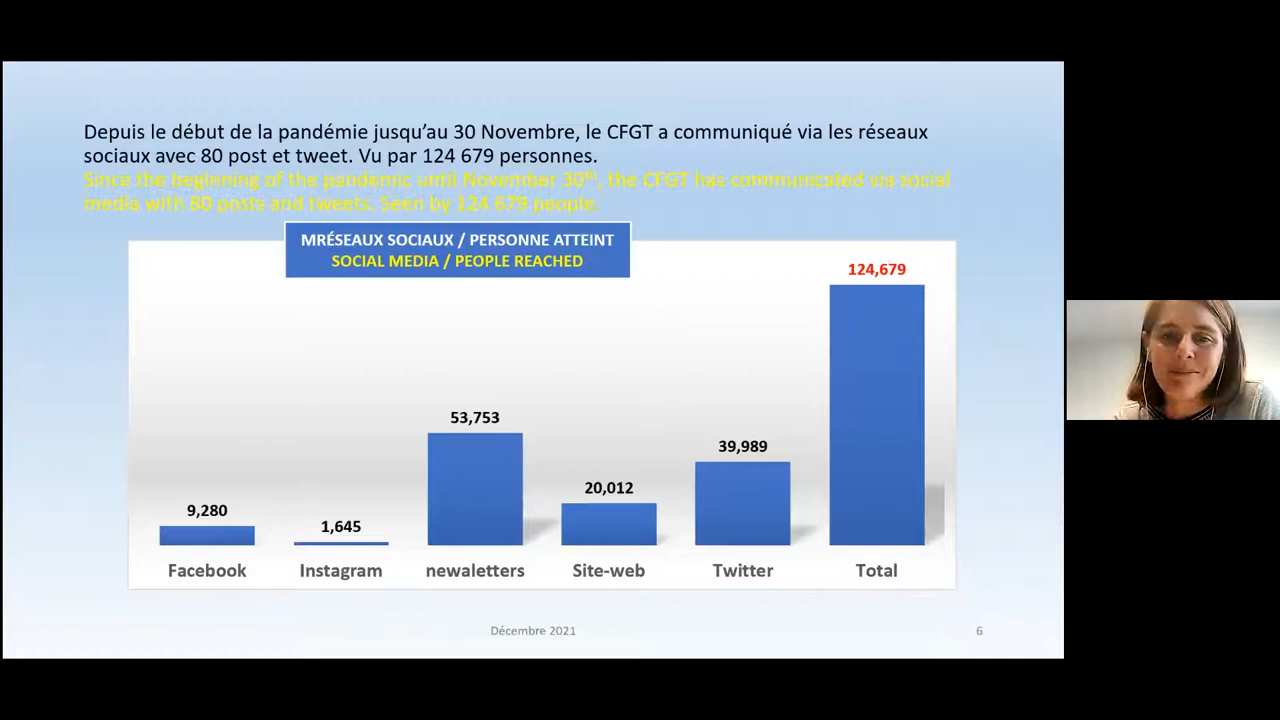 Depuis le début de la pandémie jusqu’au 30 Novembre, le CFGT a communiqué via les réseaux
sociaux avec 80 post et tweet. Vu par 124 679 personnes.
Since the beginning of the pandemic until November 30th, the CFGT has communicated via social
media with 80 posts and tweets. Seen by 124 679 people.
MRÉSEAUX SOCIAUX / PERSONNE ATTEINT
SOCIAL MEDIA / PEOPLE REACHED
124,679
53,753
39,989
20,012
9,280
1,645
Facebook Instagram newaletters Site-web Twitter Total
Décembre 2021 6